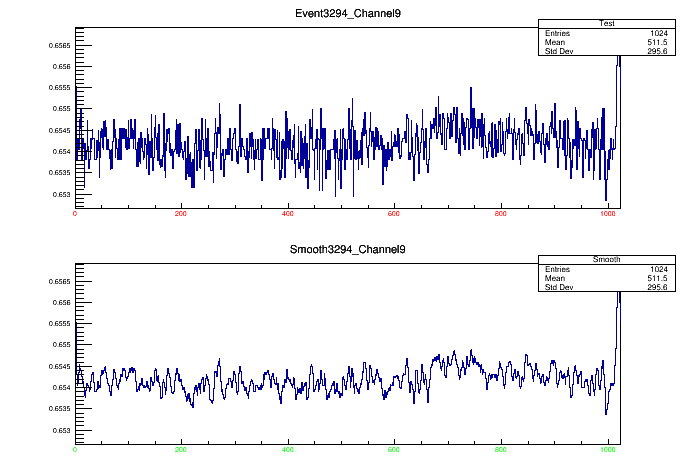 Event3294_Channel9
Test
Entries 1024
Mean 511.5
Std Dev 295.6
0.6565
0.656
0.6555
0.655
0.6545
0.654
0.6535
0.653
0 200 400 600 800 1000
Smooth3294_Channel9
Smooth
Entries 1024
Mean 511.5
Std Dev 295.6
0.6565
0.656
0.6555
0.655
0.6545
0.654
0.6535
0.653
0 200 400 600 800 1000